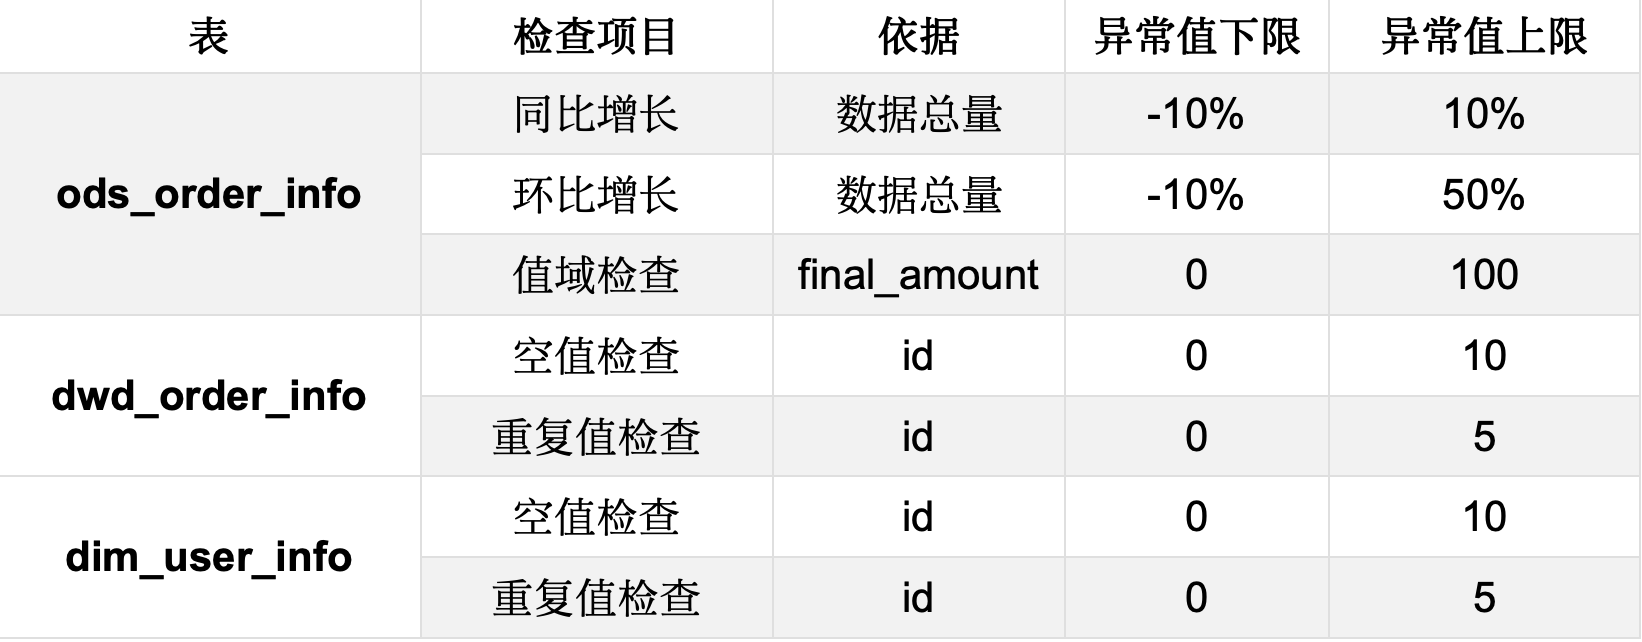 表 检查项目 依据 异常值下限 异常值上限
ods_order_info 同比增长 数据总量 -10% 10%
环比增长 数据总量 -10% 50%
值域检查 final_amount 0 100
dwd_order_info 空值检查 id 0 10
重复值检查 id 0 5
dim_user_info 空值检查 id 0 10
重复值检查 id 0 5